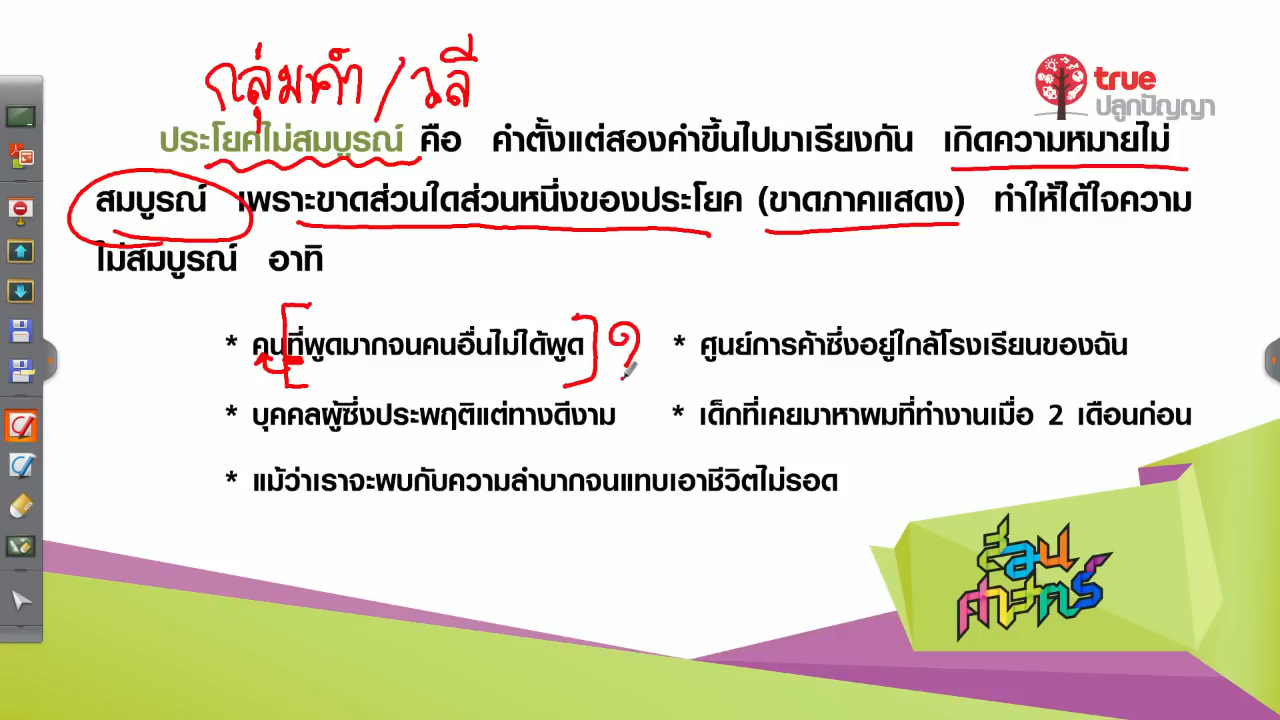 กลุ่มคำ / วลี
true
ปลูกปัญญา
ประโยคไม่สมบูรณ์ คือ คำตั้งแต่สองคำขึ้นไปมาเรียงกัน เกิดความหมายไม่
สมบูรณ์ เพราะขาดส่วนใดส่วนหนึ่งของประโยค (ขาดภาคแสดง) ทำให้ได้ใจความ
ไม่สมบูรณ์ อาทิ
* คนที่พูดมากจนคนอื่นไม่ได้พูด ? * ศูนย์การค้าซึ่งอยู่ใกล้โรงเรียนของฉัน
* บุคคลผู้ซึ่งประพฤติแต่ทางดีงาม * เด็กที่เคยมาหาผมที่ทำงานเมื่อ 2 เดือนก่อน
* แม้ว่าเราจะพบกับความลำบากจนแทบเอาชีวิตไม่รอด
สอน
ศาสตร์